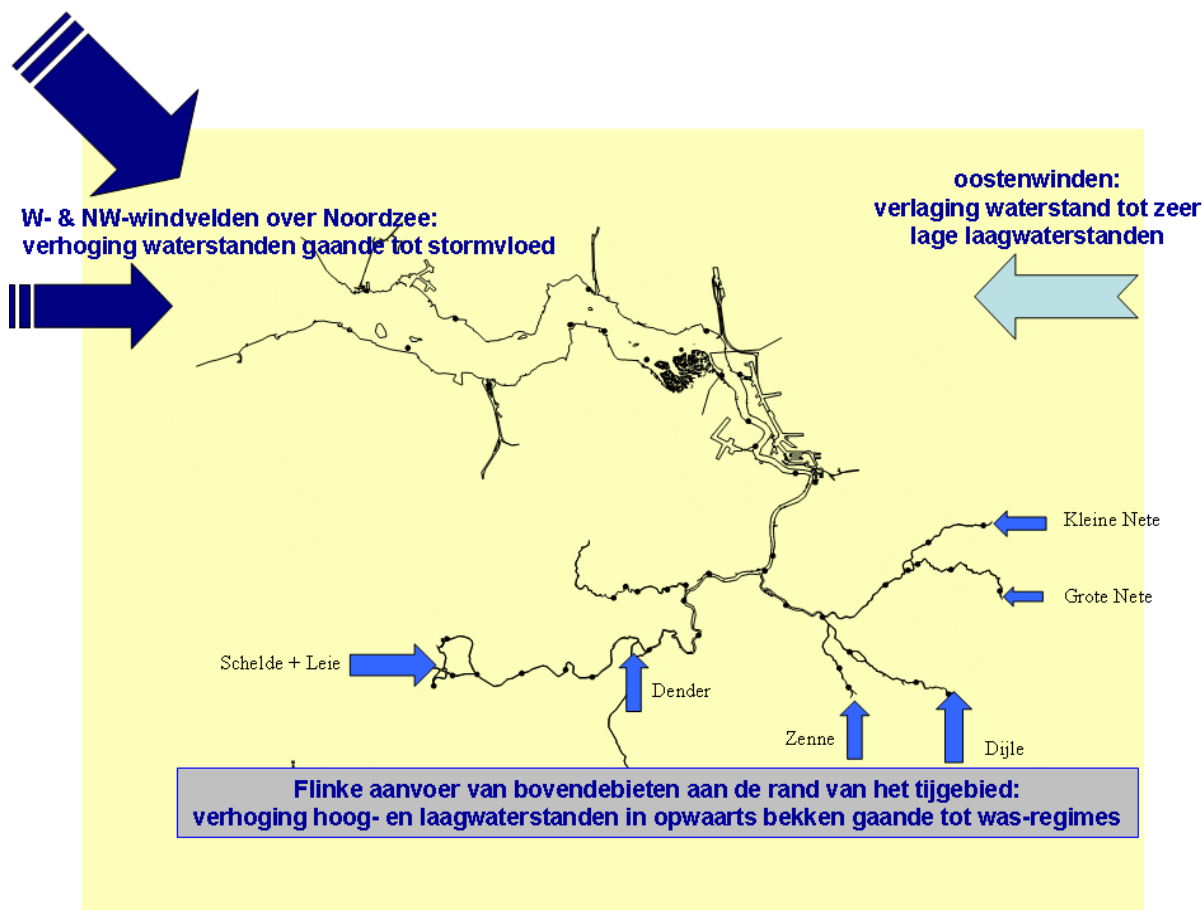 W- & NW-windvelden over Noordzee:
verhoging waterstanden gaande tot stormvloed
oostenwinden:
verlaging waterstand tot zeer
lage laagwaterstanden
Kleine Nete
Grote Nete
Schelde + Leie
Dender
Zenne
Dijle
Flinke aanvoer van bovendebieten aan de rand van het tijgebied:
verhoging hoog- en laagwaterstanden in opwaarts bekken gaande tot was-regimes